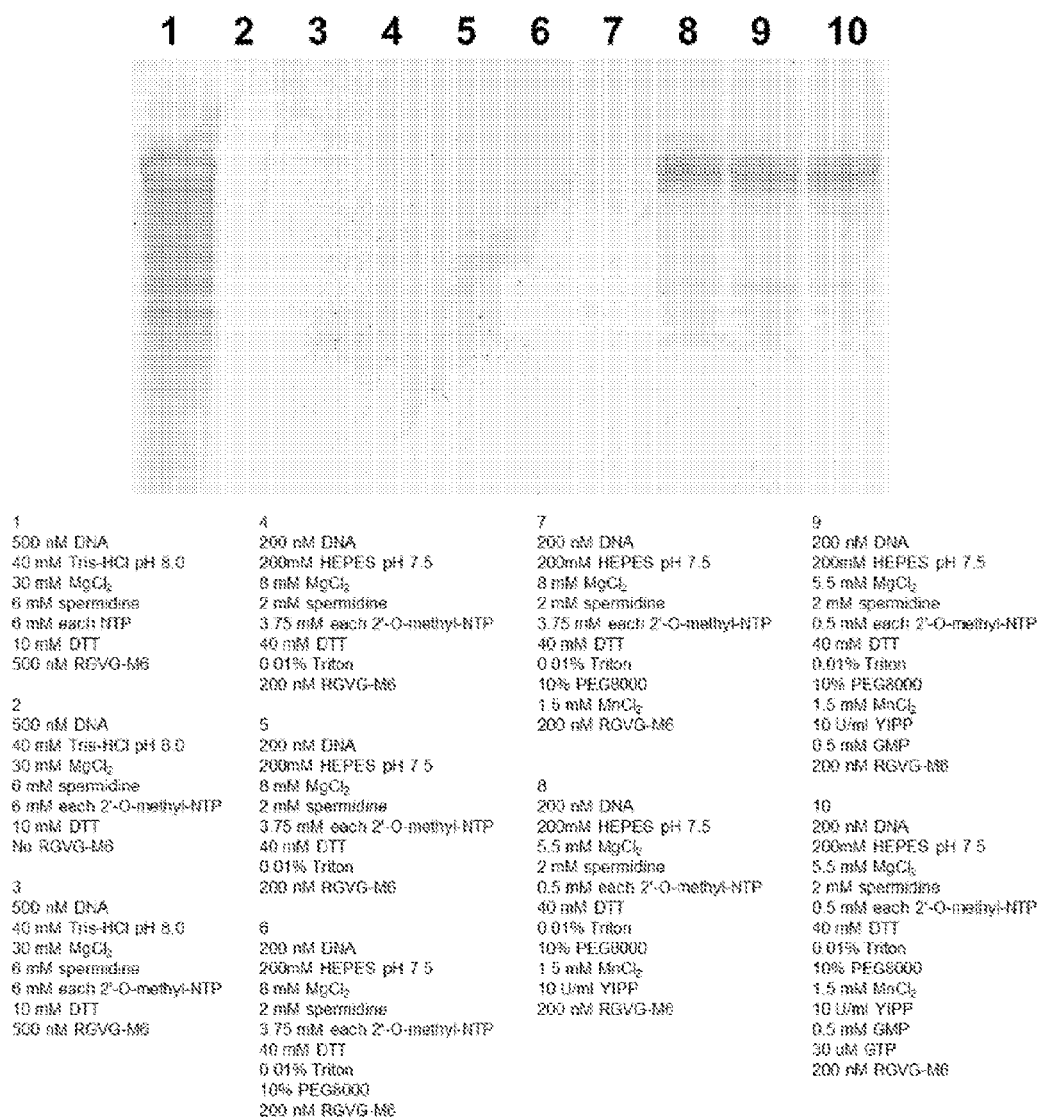 1 2 3 4 5 6 7 8 9 10
1
500 nM DNA
40 mM Tris-HCl pH 8.0
30 mM MgCl₂
6 mM spermidine
6 mM each NTP
10 mM DTT
500 nM RGVG-M6
2
500 nM DNA
40 mM Tris-HCl pH 8.0
30 mM MgCl₂
6 mM spermidine
6 mM each 2'-O-methyl-NTP
10 mM DTT
No RGVG-M6
3
500 nM DNA
40 mM Tris-HCl pH 8.0
30 mM MgCl₂
6 mM spermidine
6 mM each 2'-O-methyl-NTP
10 mM DTT
500 nM RGVG-M6
4
200 nM DNA
200mM HEPES pH 7.5
8 mM MgCl₂
2 mM spermidine
3.75 mM each 2'-O-methyl-NTP
40 mM DTT
0.01% Triton
200 nM RGVG-M6
5
200 nM DNA
200mM HEPES pH 7.5
8 mM MgCl₂
2 mM spermidine
3.75 mM each 2'-O-methyl-NTP
40 mM DTT
0.01% Triton
200 nM RGVG-M6
6
200 nM DNA
200mM HEPES pH 7.5
8 mM MgCl₂
2 mM spermidine
3.75 mM each 2'-O-methyl-NTP
40 mM DTT
0.01% Triton
10% PEG8000
200 nM RGVG-M6
7
200 nM DNA
200mM HEPES pH 7.5
8 mM MgCl₂
2 mM spermidine
3.75 mM each 2'-O-methyl-NTP
40 mM DTT
0.01% Triton
10% PEG8000
1.5 mM MnCl₂
200 nM RGVG-M6
8
200 nM DNA
200mM HEPES pH 7.5
5.5 mM MgCl₂
2 mM spermidine
0.5 mM each 2'-O-methyl-NTP
40 mM DTT
0.01% Triton
10% PEG8000
1.5 mM MnCl₂
10 U/ml YIPP
200 nM RGVG-M6
9
200 nM DNA
200mM HEPES pH 7.5
5.5 mM MgCl₂
2 mM spermidine
0.5 mM each 2'-O-methyl-NTP
40 mM DTT
0.01% Triton
10% PEG8000
1.5 mM MnCl₂
10 U/ml YIPP
0.5 mM GMP
200 nM RGVG-M6
10
200 nM DNA
200mM HEPES pH 7.5
5.5 mM MgCl₂
2 mM spermidine
0.5 mM each 2'-O-methyl-NTP
40 mM DTT
0.01% Triton
10% PEG8000
1.5 mM MnCl₂
10 U/ml YIPP
0.5 mM GMP
30 uM GTP
200 nM RGVG-M6